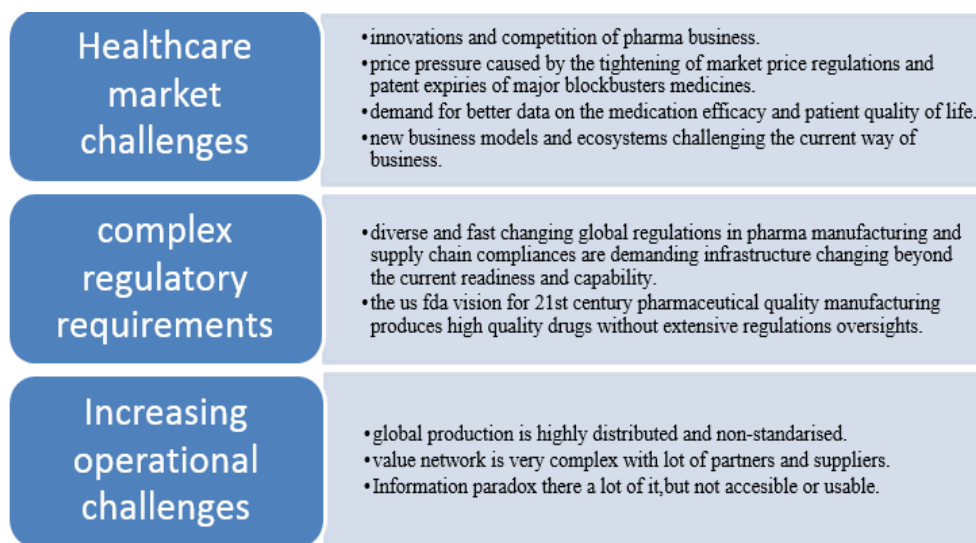 Healthcare
market
challenges
•innovations and competition of pharma business.
•price pressure caused by the tightening of market price regulations and
patent expiries of major blockbusters medicines.
•demand for better data on the medication efficacy and patient quality of life.
•new business models and ecosystems challenging the current way of
business.
complex
regulatory
requirements
•diverse and fast changing global regulations in pharma manufacturing and
supply chain compliances are demanding infrastructure changing beyond
the current readiness and capability.
•the us fda vision for 21st century pharmaceutical quality manufacturing
produces high quality drugs without extensive regulations oversights.
Increasing
operational
challenges
•global production is highly distributed and non-standarised.
•value network is very complex with lot of partners and suppliers.
•Information paradox there a lot of it,but not accesible or usable.